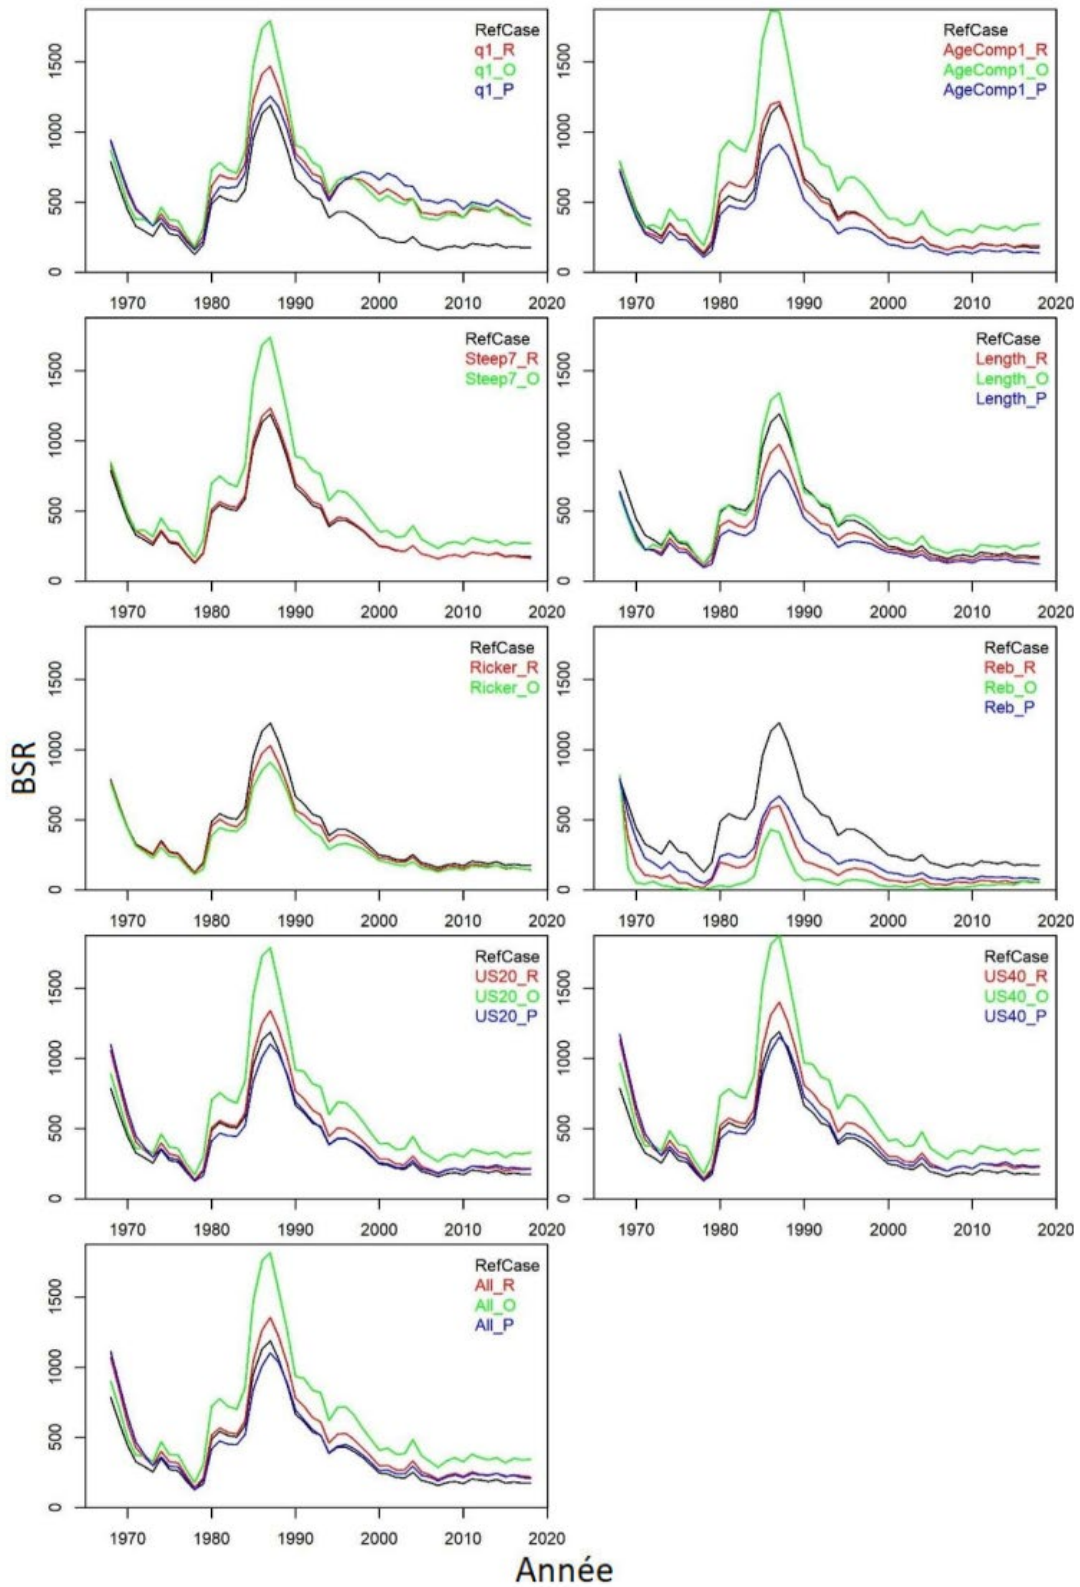 RefCase
q1_R
q1_O
q1_P
0 500 1000 1500
1970 1980 1990 2000 2010 2020
RefCase
AgeComp1_R
AgeComp1_O
AgeComp1_P
0 500 1000 1500
1970 1980 1990 2000 2010 2020
RefCase
Steep7_R
Steep7_O
0 500 1000 1500
1970 1980 1990 2000 2010 2020
RefCase
Length_R
Length_O
Length_P
0 500 1000 1500
1970 1980 1990 2000 2010 2020
RefCase
Ricker_R
Ricker_O
0 500 1000 1500
1970 1980 1990 2000 2010 2020
RefCase
Reb_R
Reb_O
Reb_P
0 500 1000 1500
1970 1980 1990 2000 2010 2020
BSR
RefCase
US20_R
US20_O
US20_P
0 500 1000 1500
1970 1980 1990 2000 2010 2020
RefCase
US40_R
US40_O
US40_P
0 500 1000 1500
1970 1980 1990 2000 2010 2020
RefCase
All_R
All_O
All_P
0 500 1000 1500
1970 1980 1990 2000 2010 2020
Année